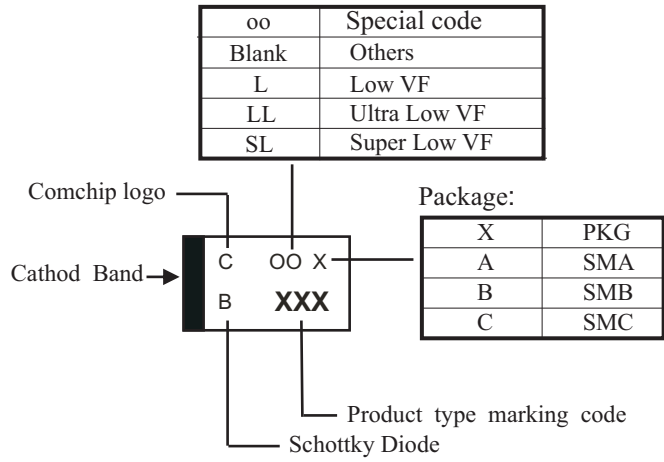 oo Special code
Blank Others
L Low VF
LL Ultra Low VF
SL Super Low VF
Comchip logo
Package:
X PKG
A SMA
B SMB
C SMC
Cathod Band
C OO X
B XXX
Product type marking code
Schottky Diode